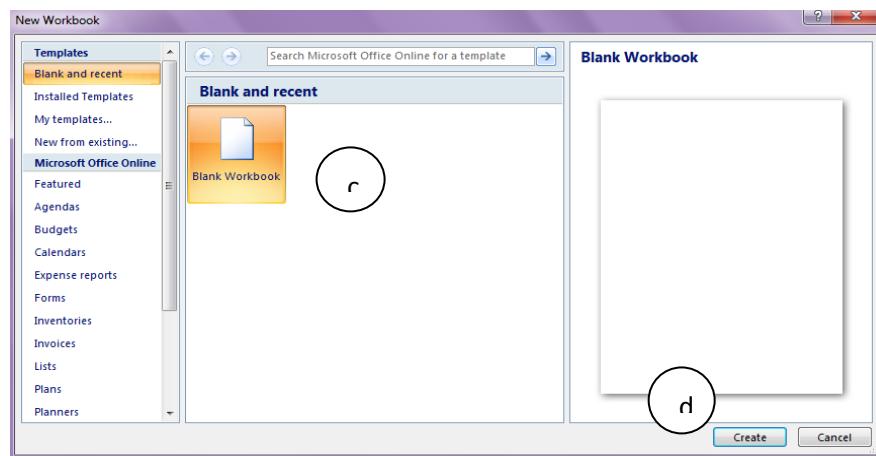 New Workbook
Templates
Blank and recent
Installed Templates
My templates...
New from existing...
Microsoft Office Online
Featured
Agendas
Budgets
Calendars
Expense reports
Forms
Inventories
Invoices
Lists
Plans
Planners
Search Microsoft Office Online for a template
Blank and recent
Blank Workbook
c
Blank Workbook
d
Create
Cancel